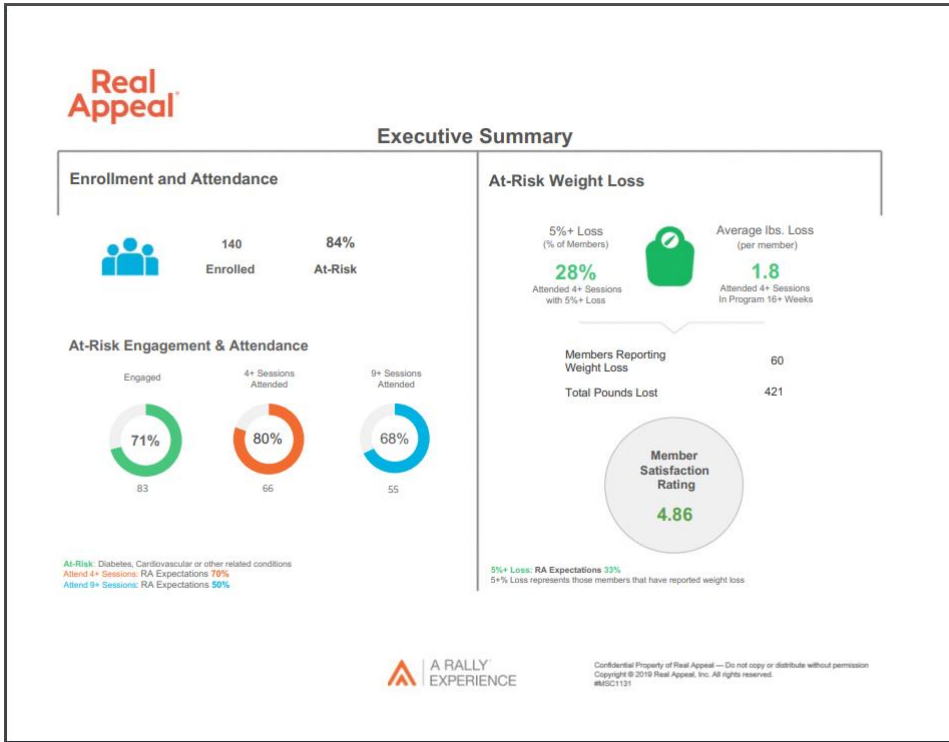 Real
Appeal
Executive Summary
Enrollment and Attendance
140
Enrolled
84%
At-Risk
At-Risk Engagement & Attendance
Engaged
71%
83
4+ Sessions
Attended
80%
66
9+ Sessions
Attended
68%
55
At-Risk: Diabetes, Cardiovascular or other related conditions
Attend 4+ Sessions: RA Expectations 70%
Attend 9+ Sessions: RA Expectations 50%
At-Risk Weight Loss
5%+ Loss
(% of Members)
28%
Attended 4+ Sessions
with 5%+ Loss
Average lbs. Loss
(per member)
1.8
Attended 4+ Sessions
In Program 16+ Weeks
Members Reporting
Weight Loss
60
Total Pounds Lost
421
Member
Satisfaction
Rating
4.86
5%+ Loss: RA Expectations 33%
5+% Loss represents those members that have reported weight loss
A RALLY
EXPERIENCE
Confidential Property of Real Appeal — Do not copy or distribute without permission
Copyright © 2019 Real Appeal, Inc. All rights reserved.
#MSC1131